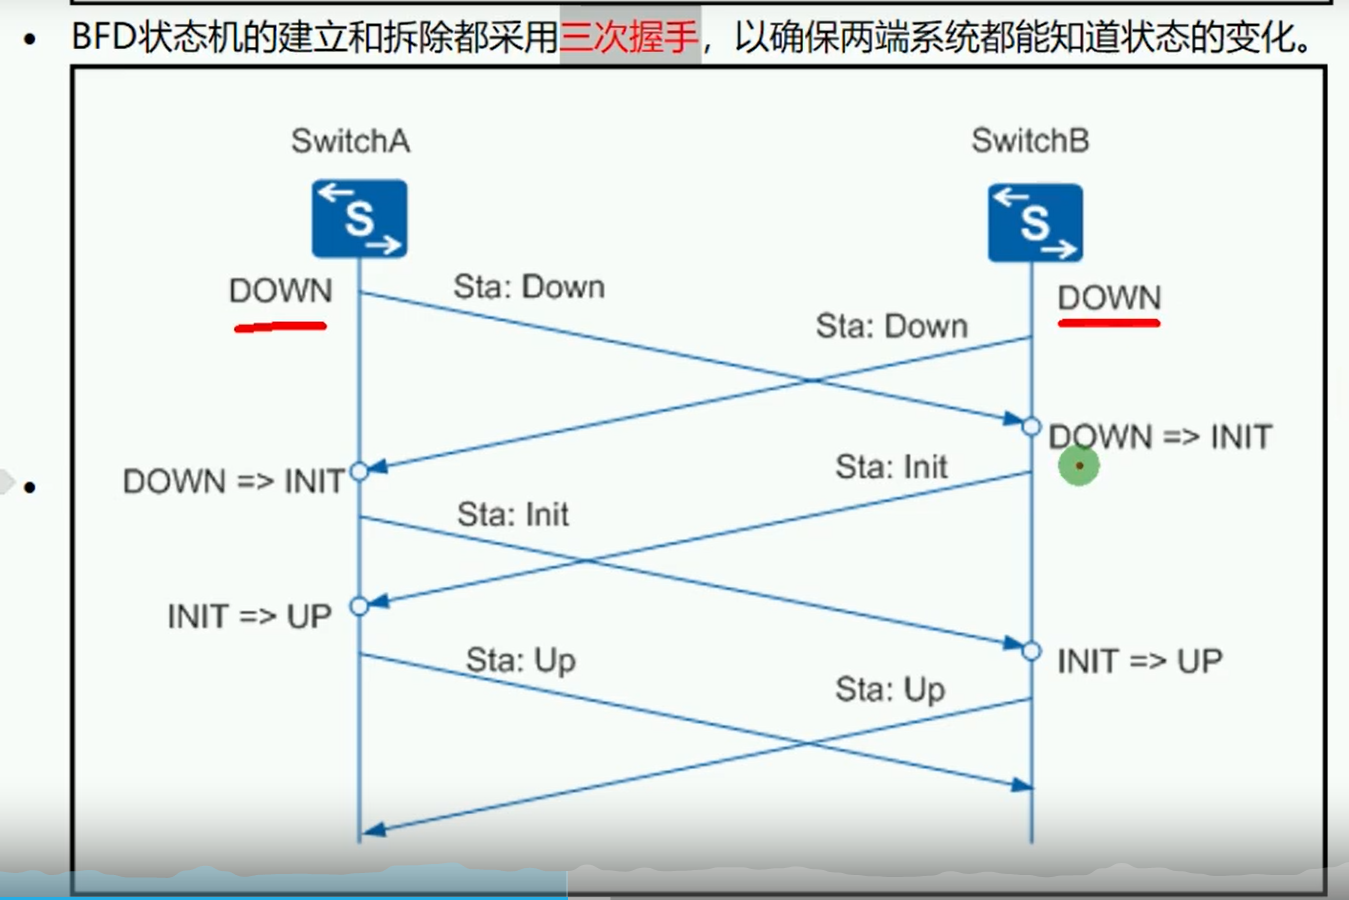 • BFD状态机的建立和拆除都采用三次握手，以确保两端系统都能知道状态的变化。
SwitchA
SwitchB
S
S
DOWN
Sta: Down
DOWN
Sta: Down
DOWN => INIT
Sta: Init
DOWN => INIT
•
Sta: Init
INIT => UP
Sta: Up
INIT => UP
Sta: Up